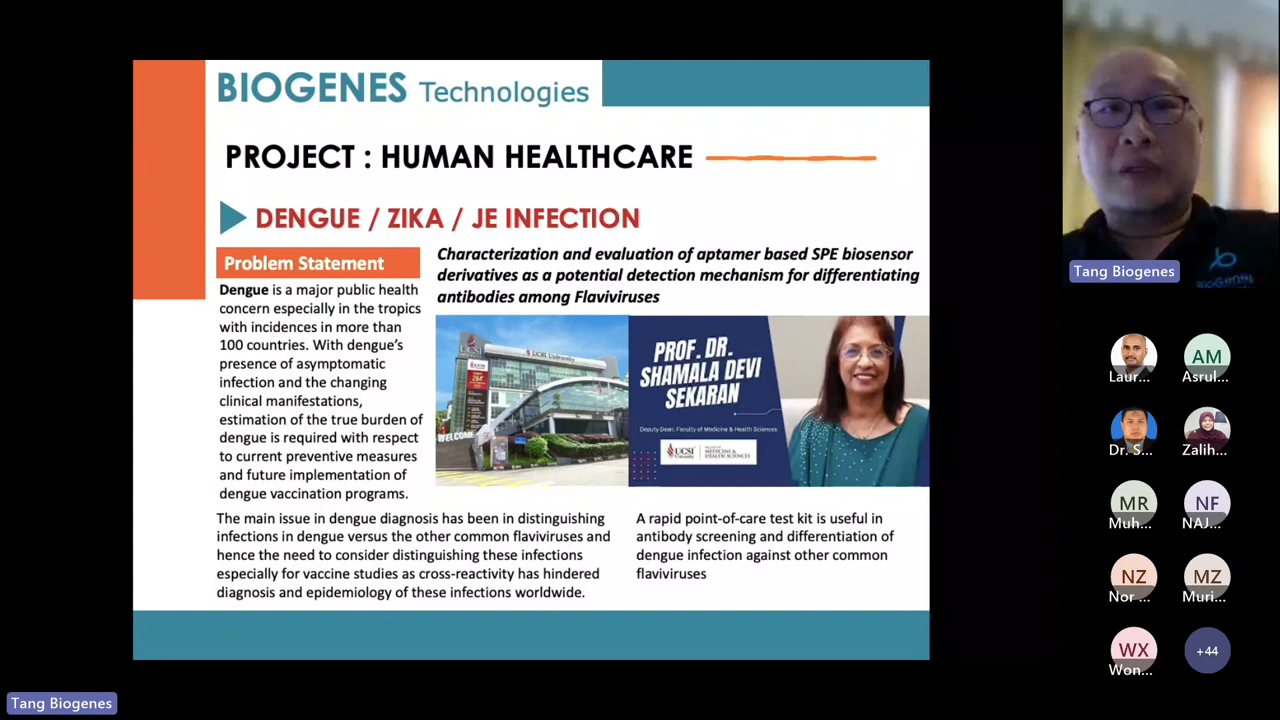 BIOGENES Technologies
PROJECT : HUMAN HEALTHCARE
DENGUE / ZIKA / JE INFECTION
Problem Statement
Dengue is a major public health
concern especially in the tropics
with incidences in more than
100 countries. With dengue's
presence of asymptomatic
infection and the changing
clinical manifestations,
estimation of the true burden of
dengue is required with respect
to current preventive measures
and future implementation of
dengue vaccination programs.
Characterization and evaluation of aptamer based SPE biosensor
derivatives as a potential detection mechanism for differentiating
antibodies among Flaviviruses
UCSI
UCSI University
WELCOME
PROF. DR.
SHAMALA DEVI
SEKARAN
Deputy Dean, Faculty of Medicine & Health Sciences
UCSI
University
MEDICINE &
HEALTH SCIENCES
The main issue in dengue diagnosis has been in distinguishing
infections in dengue versus the other common flaviviruses and
hence the need to consider distinguishing these infections
especially for vaccine studies as cross-reactivity has hindered
diagnosis and epidemiology of these infections worldwide.
A rapid point-of-care test kit is useful in
antibody screening and differentiation of
dengue infection against other common
flaviviruses
Tang Biogenes
Laur...
AM
Asrul...
Dr. S...
Zalih...
MR
Muh...
NF
NAJ...
NZ
Nor ...
MZ
Muri...
WX
Won...
+44
Tang Biogenes